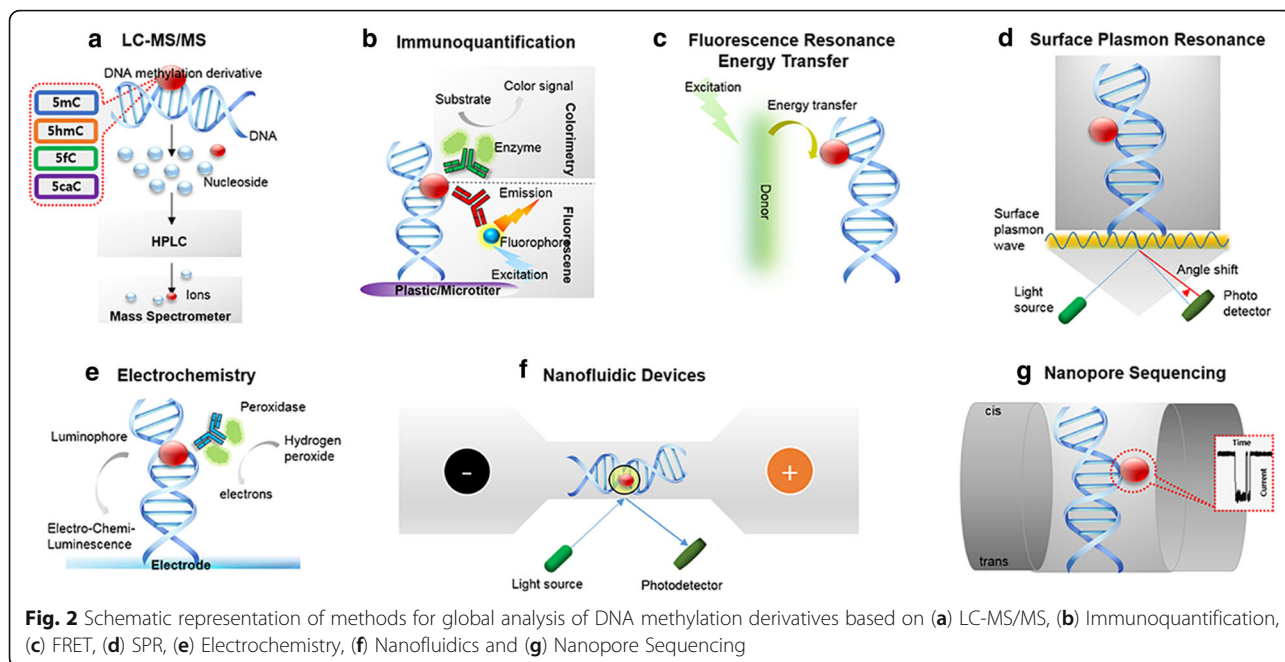 a
LC-MS/MS
DNA methylation derivative
5mC
5hmC
5fC
5caC
DNA
Nucleoside
HPLC
Ions
Mass Spectrometer
b
Immunoquantification
Color signal
Substrate
Enzyme
Colorimetry
Emission
Fluorophore
Excitation
Fluorescene
Plastic/Microtiter
c
Fluorescence Resonance
Energy Transfer
Excitation
Energy transfer
Donor
d
Surface Plasmon Resonance
Surface
plasmon
wave
Angle shift
Light
source
Photo
detector
e
Electrochemistry
Peroxidase
Luminophore
Hydrogen
peroxide
electrons
Electro-Chemi-
Luminescence
Electrode
f
Nanofluidic Devices
-
+
Light source
Photodetector
g
Nanopore Sequencing
cis
Time
Current
trans
Fig. 2 Schematic representation of methods for global analysis of DNA methylation derivatives based on (a) LC-MS/MS, (b) Immunoquantification,
(c) FRET, (d) SPR, (e) Electrochemistry, (f) Nanofluidics and (g) Nanopore Sequencing